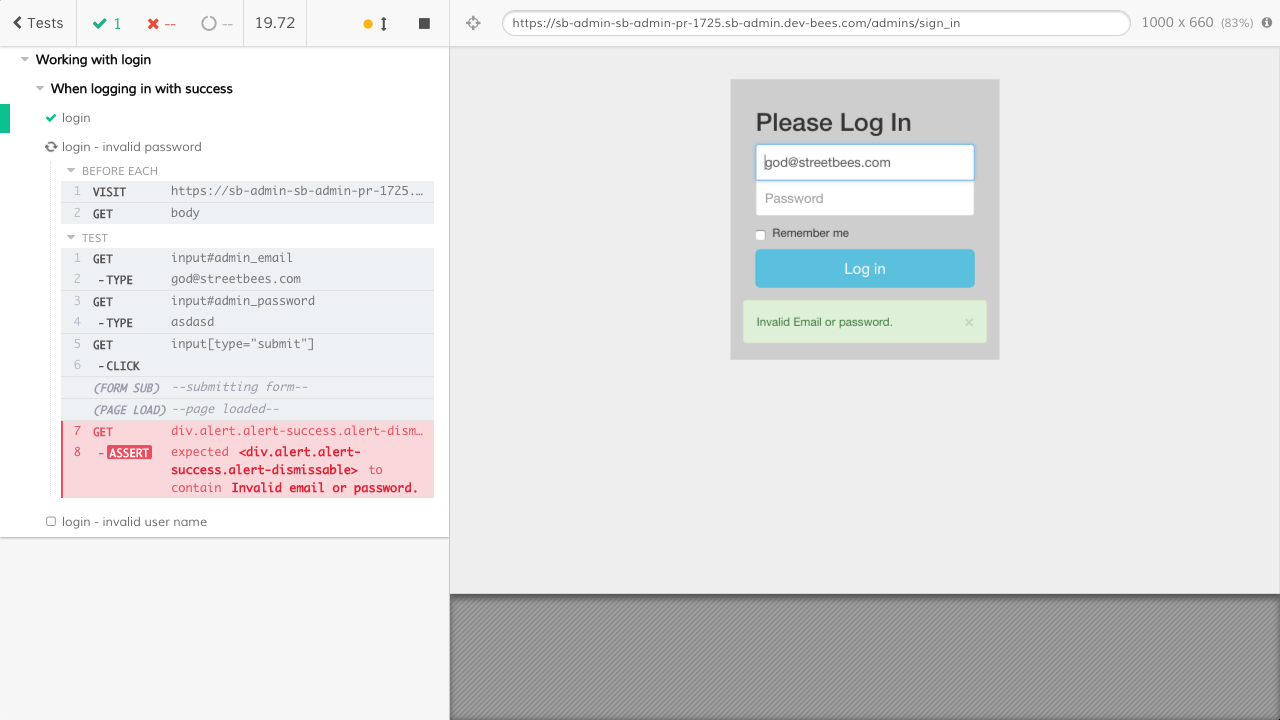 Tests 1 -- -- 19.72
https://sb-admin-sb-admin-pr-1725.sb-admin.dev-bees.com/admins/sign_in 1000 x 660 (83%)
Working with login
When logging in with success
login
login - invalid password
BEFORE EACH
1 VISIT https://sb-admin-sb-admin-pr-1725.…
2 GET body
TEST
1 GET input#admin_email
2 -TYPE god@streetbees.com
3 GET input#admin_password
4 -TYPE asdasd
5 GET input[type="submit"]
6 -CLICK
(FORM SUB) --submitting form--
(PAGE LOAD) --page loaded--
7 GET div.alert.alert-success.alert-dism…
8 -ASSERT expected <div.alert.alert-
success.alert-dismissable> to
contain Invalid email or password.
login - invalid user name
Please Log In
god@streetbees.com
Password
Remember me
Log in
Invalid Email or password. ×